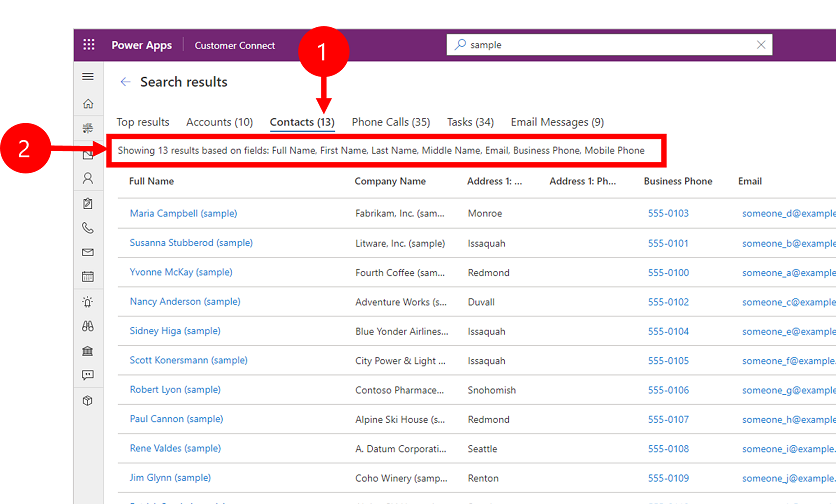 Power Apps Customer Connect sample
1
Search results
Top results Accounts (10) Contacts (13) Phone Calls (35) Tasks (34) Email Messages (9)
2
Showing 13 results based on fields: Full Name, First Name, Last Name, Middle Name, Email, Business Phone, Mobile Phone
Full Name Company Name Address 1: ... Address 1: Ph... Business Phone Email
Maria Campbell (sample) Fabrikam, Inc. (sam... Monroe 555-0103 someone_d@example
Susanna Stubberod (sample) Litware, Inc. (sample) Issaquah 555-0101 someone_b@example
Yvonne McKay (sample) Fourth Coffee (sam... Redmond 555-0100 someone_a@example
Nancy Anderson (sample) Adventure Works (s... Duvall 555-0102 someone_c@example
Sidney Higa (sample) Blue Yonder Airlines... Issaquah 555-0104 someone_e@example
Scott Konersmann (sample) City Power & Light ... Issaquah 555-0105 someone_f@example.
Robert Lyon (sample) Contoso Pharmace... Snohomish 555-0106 someone_g@example
Paul Cannon (sample) Alpine Ski House (s... Redmond 555-0107 someone_h@example
Rene Valdes (sample) A. Datum Corporati... Seattle 555-0108 someone_i@example.
Jim Glynn (sample) Coho Winery (samp... Renton 555-0109 someone_j@example.